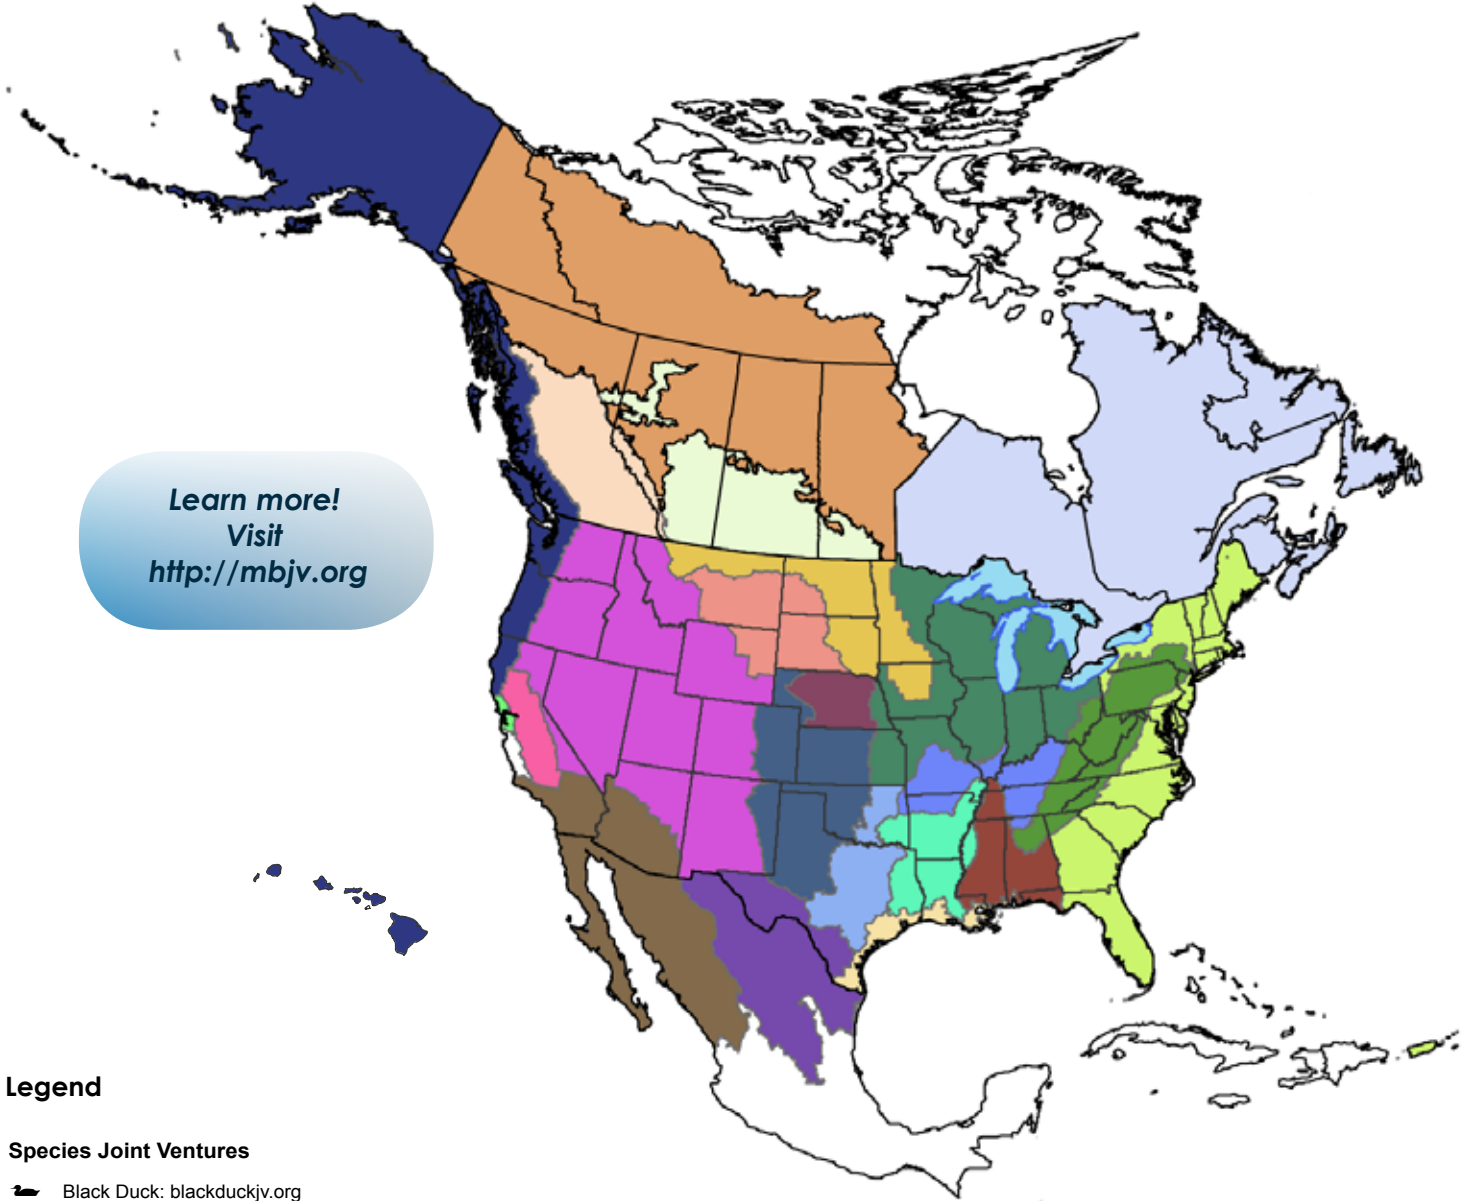 Learn more!
Visit
http://mbjv.org
Legend
Species Joint Ventures
Black Duck: blackduckjv.org